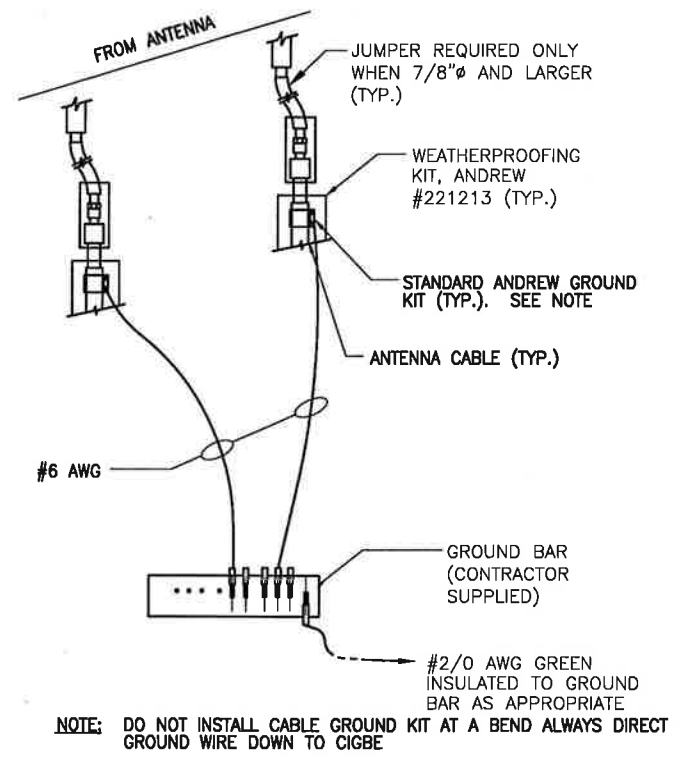 FROM ANTENNA
JUMPER REQUIRED ONLY
WHEN 7/8"ø AND LARGER
(TYP.)
WEATHERPROOFING
KIT, ANDREW
#221213 (TYP.)
STANDARD ANDREW GROUND
KIT (TYP.). SEE NOTE
ANTENNA CABLE (TYP.)
#6 AWG
GROUND BAR
(CONTRACTOR
SUPPLIED)
#2/0 AWG GREEN
INSULATED TO GROUND
BAR AS APPROPRIATE
NOTE: DO NOT INSTALL CABLE GROUND KIT AT A BEND ALWAYS DIRECT
GROUND WIRE DOWN TO CIGBE